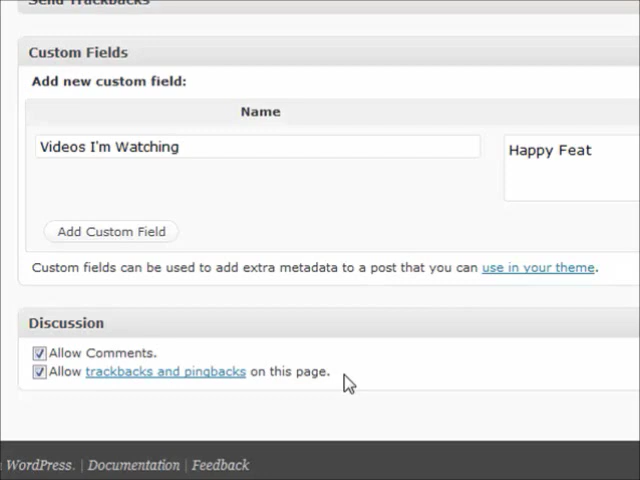 Send Trackbacks
Custom Fields
Add new custom field:
Name
Videos I'm Watching
Happy Feat
Add Custom Field
Custom fields can be used to add extra metadata to a post that you can use in your theme.
Discussion
Allow Comments.
Allow trackbacks and pingbacks on this page.
WordPress. | Documentation | Feedback